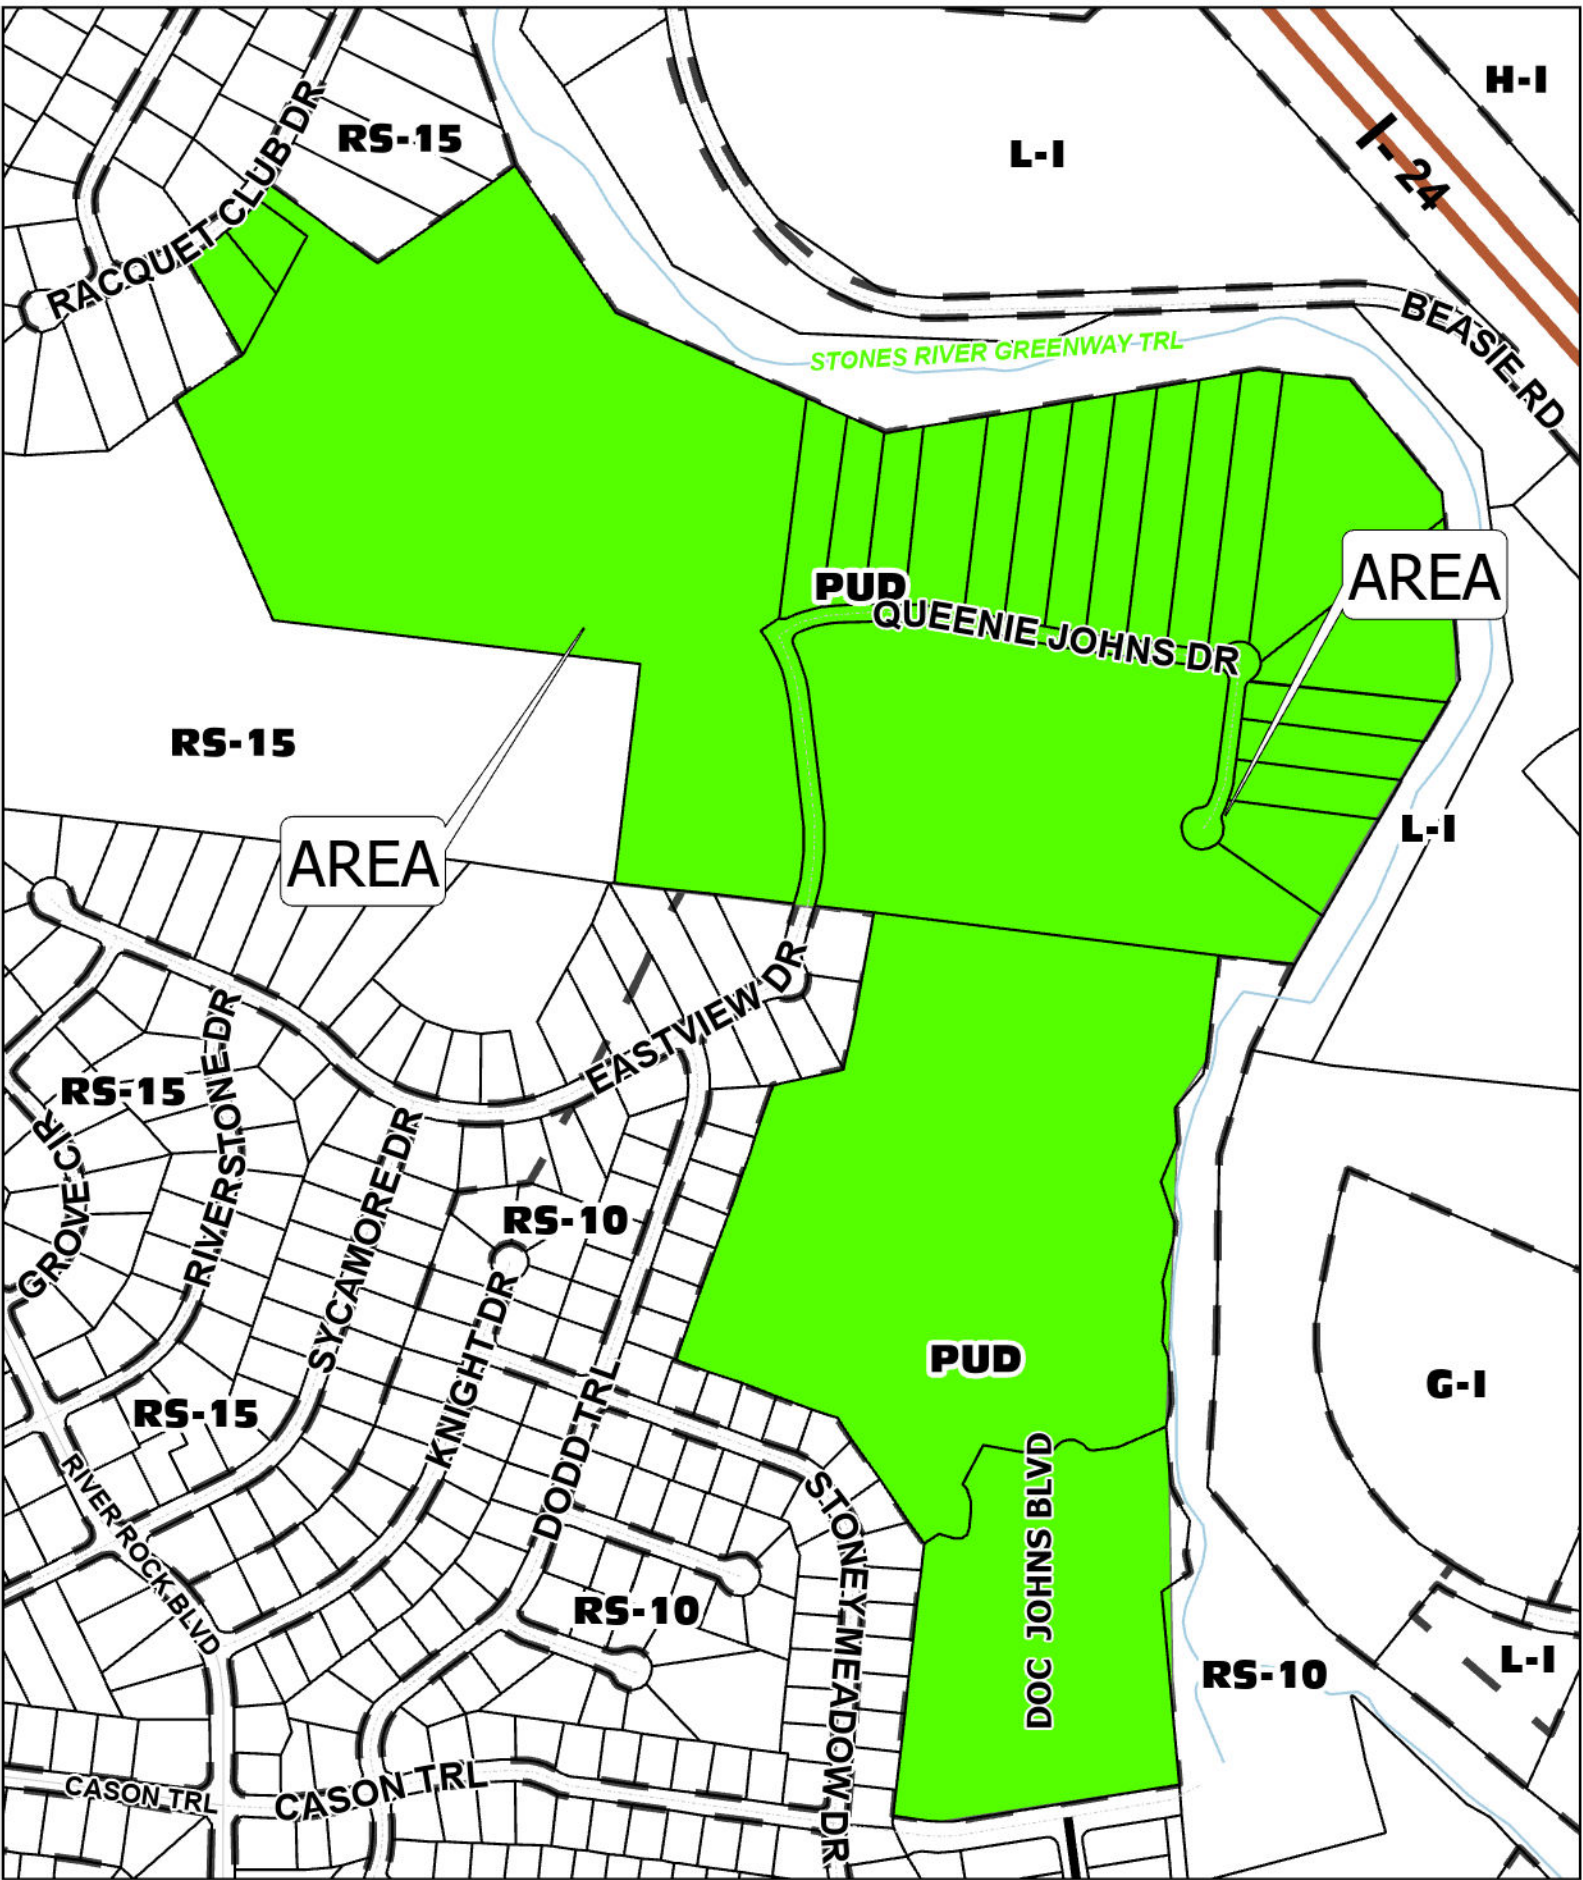 H-I
RACQUET CLUB DR
RS-15
L-I
I-24
BEASIE RD
STONES RIVER GREENWAY TRL
AREA
PUD
QUEENIE JOHNS DR
RS-15
L-I
AREA
EASTVIEW DR
RS-15
RIVERSTONE DR
GROVE CIR
SYCAMORE DR
RS-10
KNIGHT DR
PUD
G-I
RS-15
DODD TRL
RIVER ROCK BLVD
STONEY MEADOW DR
DOC JOHNS BLVD
RS-10
RS-10
L-I
CASON TRL
CASON TRL